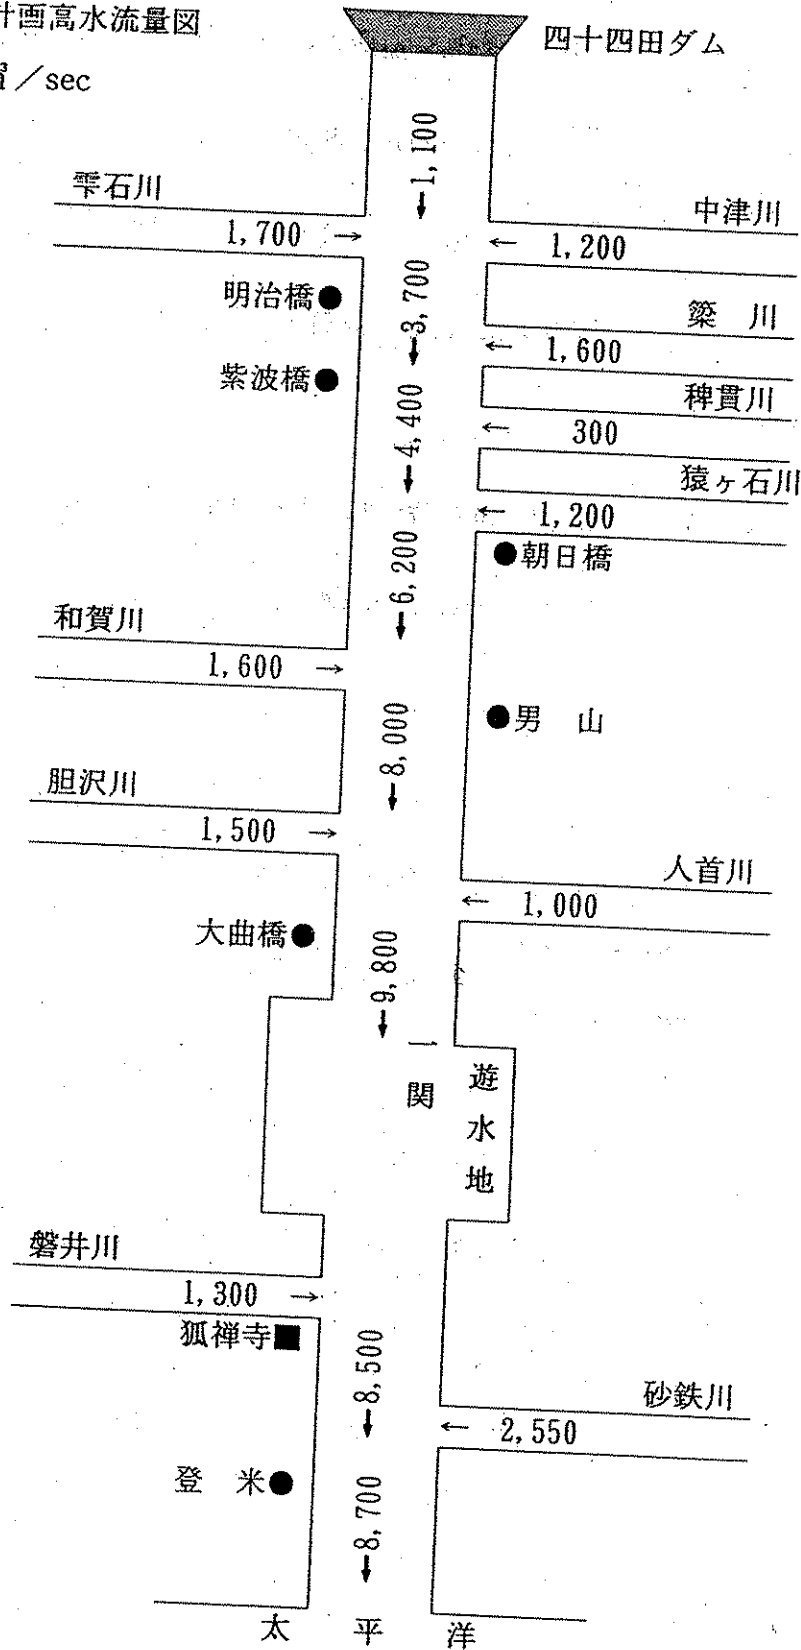 計画高水流量図
㎥／sec
四十四田ダム
1,100
雫石川
1,700 →
中津川
← 1,200
明治橋
3,700
簗　川
← 1,600
紫波橋
4,400
稗貫川
← 300
猿ヶ石川
← 1,200
朝日橋
6,200
和賀川
1,600 →
男　山
8,000
胆沢川
1,500 →
人首川
← 1,000
大曲橋
9,800
一関
遊水地
磐井川
1,300 →
狐禅寺
8,500
砂鉄川
← 2,550
登　米
8,700
太　平　洋